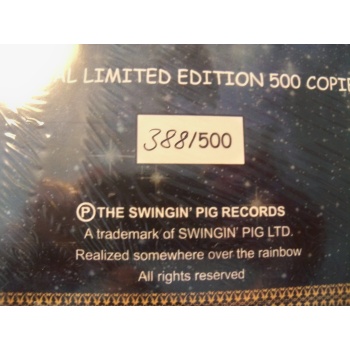 LIMITED EDITION 500
388/500
Ⓟ THE SWINGIN' PIG RECORDS
A trademark of SWINGIN' PIG LTD.
Realized somewhere over the rainbow
All rights reserved